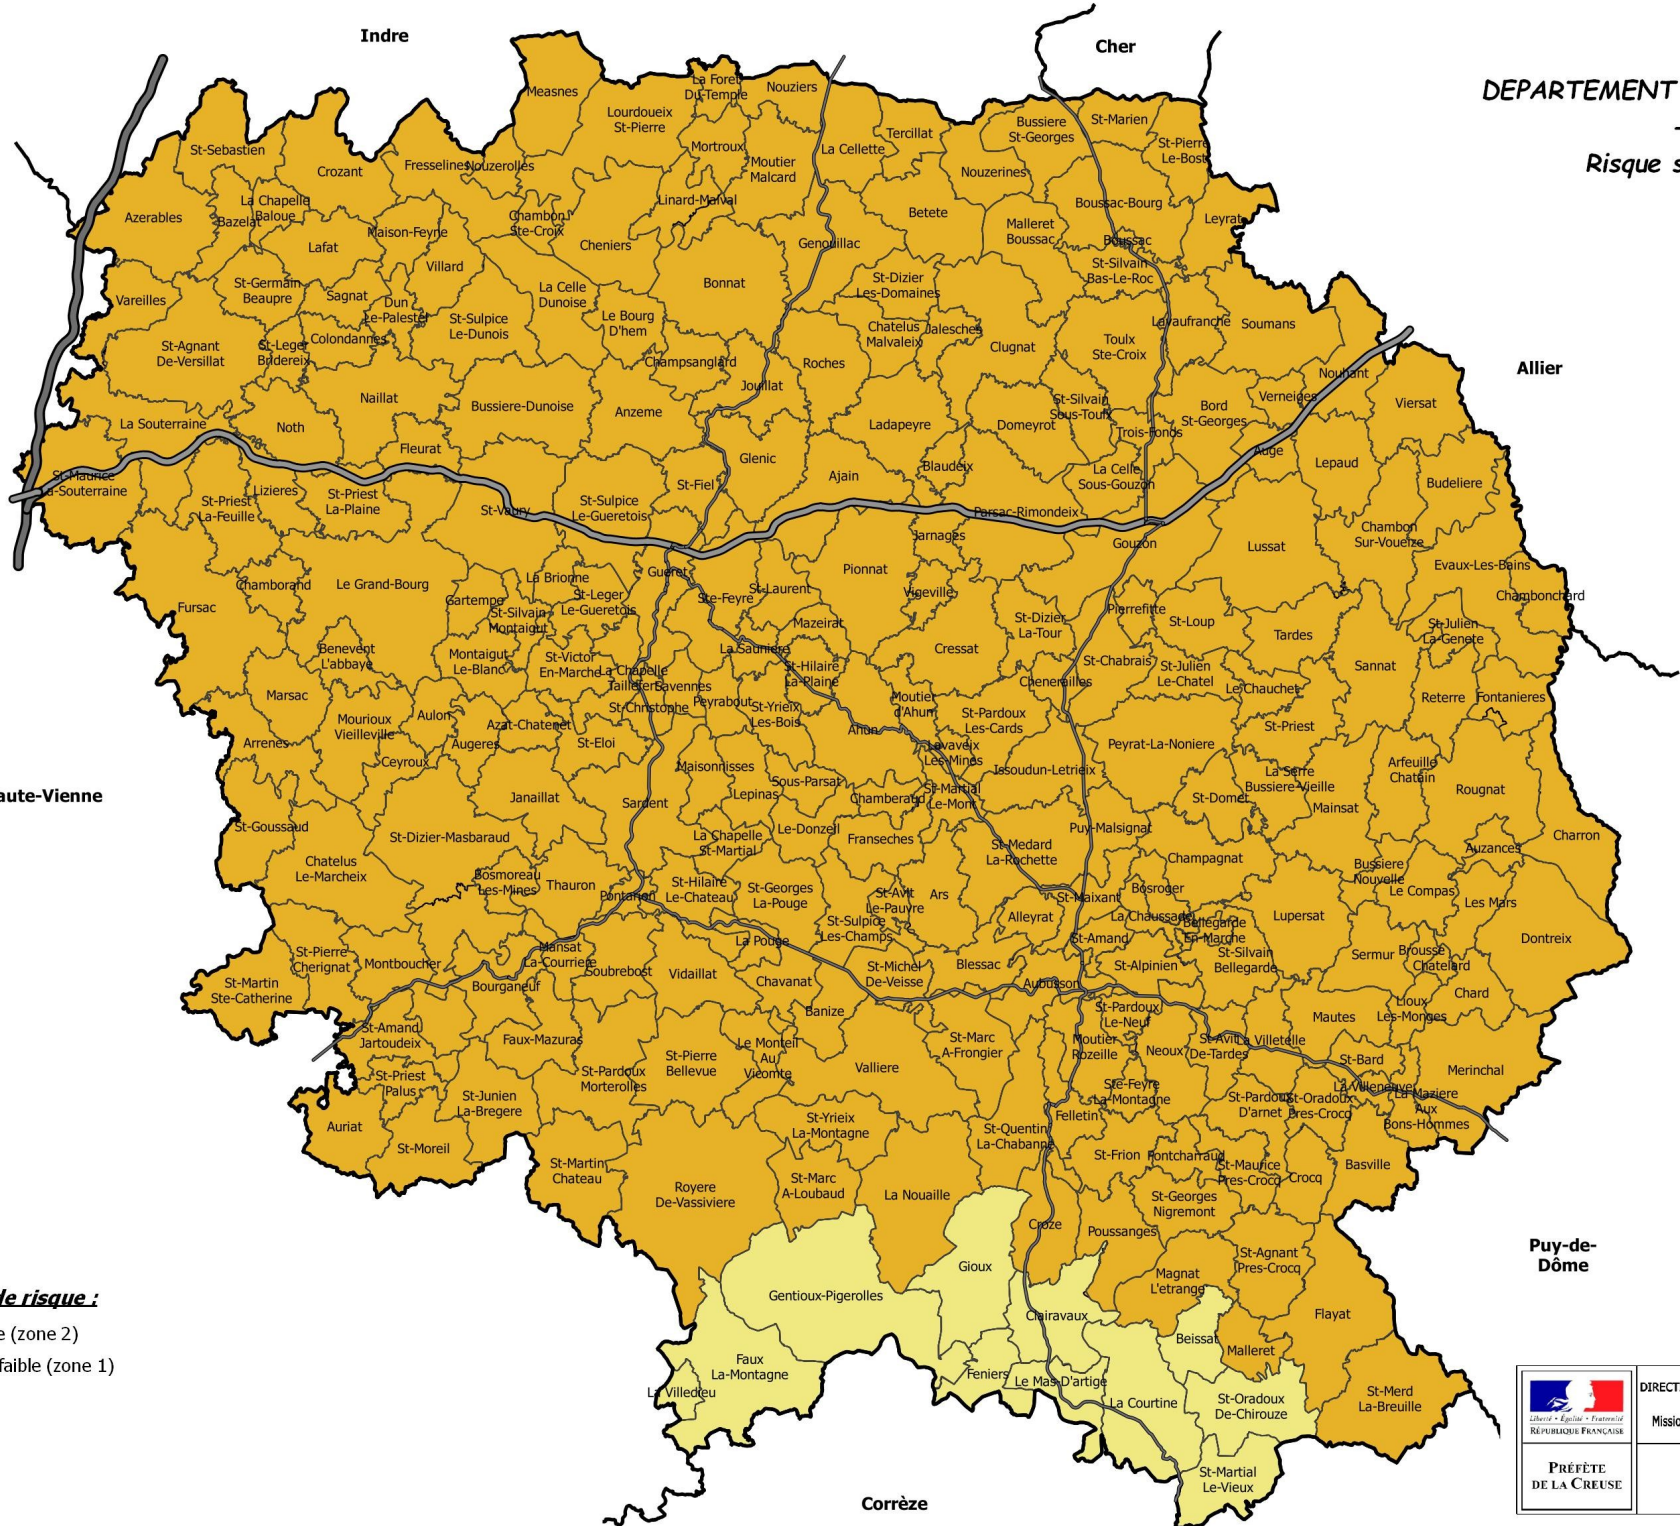 Indre
Cher
DEPARTEMENT
Risque s
Measnes
La Foret
Du-Temple
Nouziers
Lourdoueix
St-Pierre
Tercillat
Bussiere
St-Georges
St-Marien
St-Sebastien
Mortroux
La Cellette
St-Pierre
Le-Bost
Crozant
Fresselines
Nouzerolles
Moutier
Malcard
Nouzerines
Azerables
La Chapelle
Baloue
Bazelat
Linard-Malval
Boussac-Bourg
Chambon
Ste-Croix
Betete
Leyrat
Maison-Feyne
Malleret
Boussac
Lafat
Cheniers
Genouillac
Boussac
Villard
St-Silvain
Bas-Le-Roc
St-Germain
Beaupre
Bonnat
St-Dizier
Les-Domaines
Vareilles
Sagnat
La Celle
Dunoise
Dun
Le-Palestel
St-Sulpice
Le-Dunois
Le Bourg
D'hem
Chatelus
Malvaleix
Jalesches
Lavaufranche
Soumans
Toulx
Ste-Croix
St-Agnant
De-Versillat
St-Leger
Bridereix
Colondannes
Clugnat
Champsanglard
Roches
Allier
Nouhant
Jouillat
Naillat
Bussiere-Dunoise
Anzeme
St-Silvain
Sous-Toulx
Verneiges
Viersat
Bord
St-Georges
La Souterraine
Noth
Ladapeyre
Domeyrot
Trois-Fonds
Fleurat
Auge
Glenic
Blaudeix
Lepaud
St-Maurice
La-Souterraine
Ajain
La Celle
Sous-Gouzon
Budeliere
Lizieres
St-Priest
La-Feuille
St-Priest
La-Plaine
St-Fiel
St-Vaury
St-Sulpice
Le-Gueretois
Parsac-Rimondeix
Chambon
Sur-Voueize
Jarnages
Gouzon
Lussat
Evaux-Les-Bains
Pionnat
Gueret
Chamborand
Le Grand-Bourg
La Brionne
St-Laurent
Vigeville
Chambonchard
Gartempe
St-Leger
Le-Gueretois
Ste-Feyre
Fursac
St-Silvain
Montaigut
Pierrefitte
St-Loup
Mazeirat
St-Dizier
La-Tour
St-Julien
La-Genete
Tardes
Benevent
L'abbaye
Montaigut
Le-Blanc
La Sauniere
Cressat
St-Victor
En-Marche
La Chapelle
Taillefert
Savennes
St-Hilaire
La-Plaine
St-Chabrais
St-Julien
Le-Chatel
Sannat
Chenerailles
Le Chauchet
Marsac
Moutier
d'Ahun
Reterre
Fontanieres
St-Christophe
Peyrabout
St-Yrieix
Les-Bois
Aulon
Mourioux
Vieilleville
Azat-Chatenet
St-Pardoux
Les-Cards
St-Priest
Ahun
Arrenes
Augeres
St-Eloi
Lavaveix
Les-Mines
Peyrat-La-Noniere
Ceyroux
Maisonnisses
Issoudun-Letrieix
Arfeuille
Chatain
Sous-Parsat
La Serre
Bussiere-Vieille
Janaillat
Lepinas
Chamberaud
St-Martial
Le-Mont
St-Domet
Rougnat
aute-Vienne
Sardent
Mainsat
St-Goussaud
St-Dizier-Masbaraud
La Chapelle
St-Martial
Le-Donzeil
Franseches
Puy-Malsignat
Charron
St-Medard
La-Rochette
Auzances
Chatelus
Le-Marcheix
Champagnat
Bussiere
Nouvelle
Bosmoreau
Les-Mines
Thauron
St-Hilaire
Le-Chateau
St-Georges
La-Pouge
St-Avit
Le-Pauvre
Ars
Bosroger
Le Compas
Pontarion
St-Maixant
Les Mars
Alleyrat
La Chaussade
Lupersat
St-Sulpice
Les-Champs
Bellegarde
En-Marche
La Pouge
St-Amand
Dontreix
St-Pierre
Cherignat
Mansat
La-Courriere
Montboucher
St-Silvain
Bellegarde
Sermur
Brousse
Chatelard
Soubrebost
Vidaillat
St-Michel
De-Veisse
Blessac
St-Alpinien
St-Martin
Ste-Catherine
Bourganeuf
Chavanat
Aubusson
Chard
Lioux
Les-Monges
Banize
St-Pardoux
Le-Neuf
Mautes
St-Amand
Jartoudeix
Faux-Mazuras
St-Marc
A-Frongier
Le Monteil
Au
Vicomte
Moutier
Rozeille
Neoux
St-Avit
De-Tardes
La Villetelle
St-Pierre
Bellevue
St-Bard
Valliere
Merinchal
St-Pardoux
Morterolles
St-Priest
Palus
Ste-Feyre
La-Montagne
La Villeneuve
St-Junien
La-Bregere
St-Pardoux
D'arnet
St-Oradoux
Pres-Crocq
La Maziere
Aux
Bons-Hommes
Felletin
Auriat
St-Yrieix
La-Montagne
St-Quentin
La-Chabanne
St-Moreil
St-Frion
Fontcharraud
St-Martin
Chateau
St-Maurice
Pres-Crocq
Crocq
Basville
Royere
De-Vassiviere
St-Marc
A-Loubaud
La Nouaille
St-Georges
Nigremont
Croze
Poussanges
Puy-de-
Dôme
St-Agnant
Pres-Crocq
Gioux
Magnat
L'etrange
Gentioux-Pigerolles
de risque :
Clairavaux
Flayat
e (zone 2)
Beissat
Malleret
faible (zone 1)
Faux
La-Montagne
Feniers
Le Mas-D'artige
La Villedieu
La Courtine
St-Oradoux
De-Chirouze
St-Merd
La-Breuille
St-Martial
Le-Vieux
Corrèze
DIRECTI
Missio
Liberté • Égalité • Fraternité
RÉPUBLIQUE FRANÇAISE
PRÉFÈTE
DE LA CREUSE